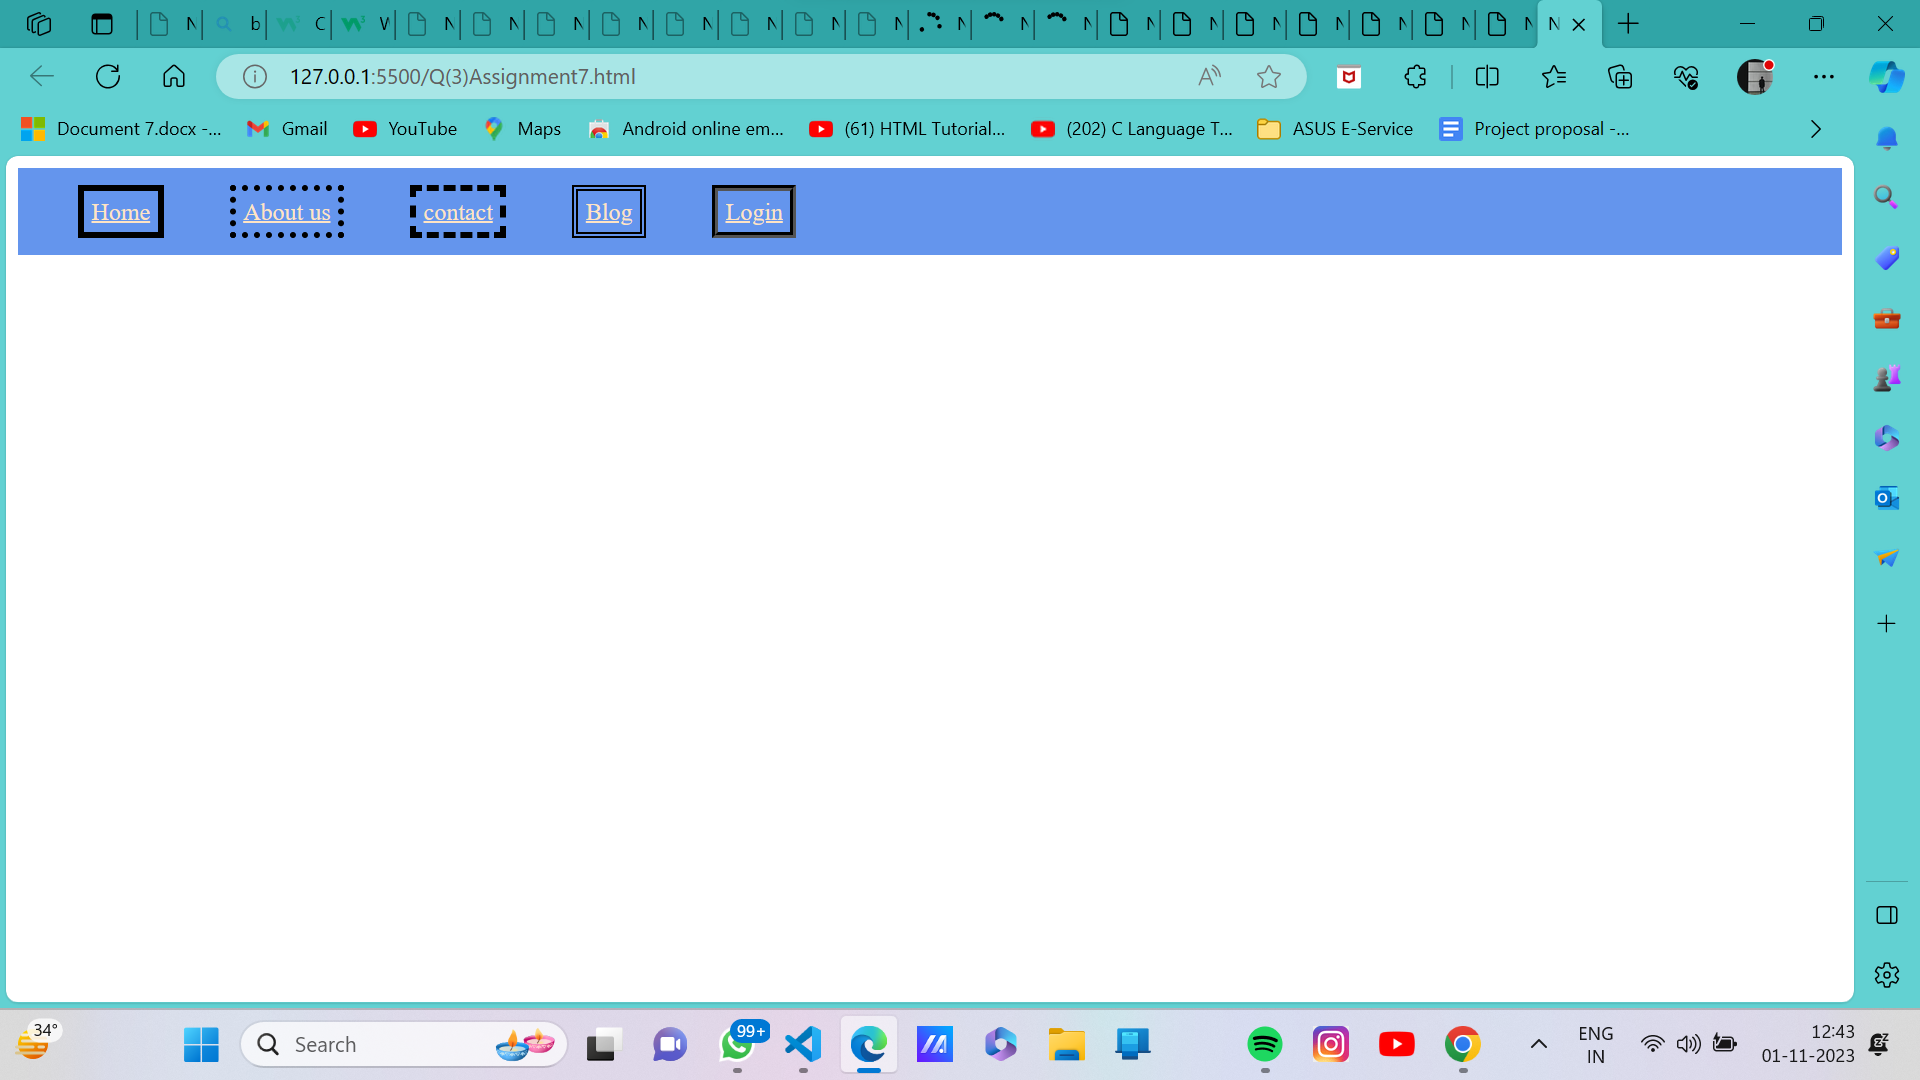 127.0.0.1:5500/Q(3)Assignment7.html
Document 7.docx -...
Gmail
YouTube
Maps
Android online em...
(61) HTML Tutorial...
(202) C Language T...
ASUS E-Service
Project proposal -...
Home
About us
contact
Blog
Login
34°
Search
99+
ENG
IN
12:43
01-11-2023